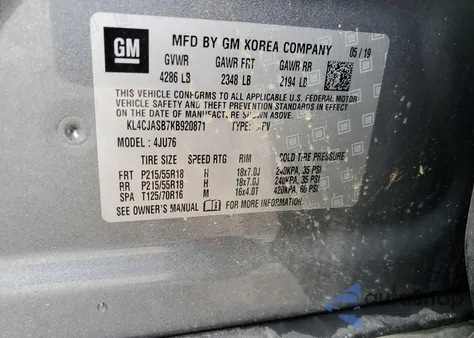 GM
MFD BY GM KOREA COMPANY 05/19
GVWR GAWR FRT GAWR RR
4286 LB 2348 LB 2194 LB
THIS VEHICLE CONFORMS TO ALL APPLICABLE U.S. FEDERAL MOTOR
VEHICLE SAFETY AND THEFT PREVENTION STANDARDS IN EFFECT
ON THE DATE OF MANUFACTURE SHOWN ABOVE.
KL4CJASB7KB920871 TYPE:
MODEL: 4JU76
TIRE SIZE SPEED RTG RIM COLD TIRE PRESSURE
FRT P215/55R18 H 18x7.0J 240KPA, 35 PSI
RR P215/55R18 H 18x7.0J 240KPA, 35 PSI
SPA T125/70R16 M 16x4.0T 420KPA, 60 PSI
SEE OWNER'S MANUAL FOR MORE
INFORMATION.
autobhop